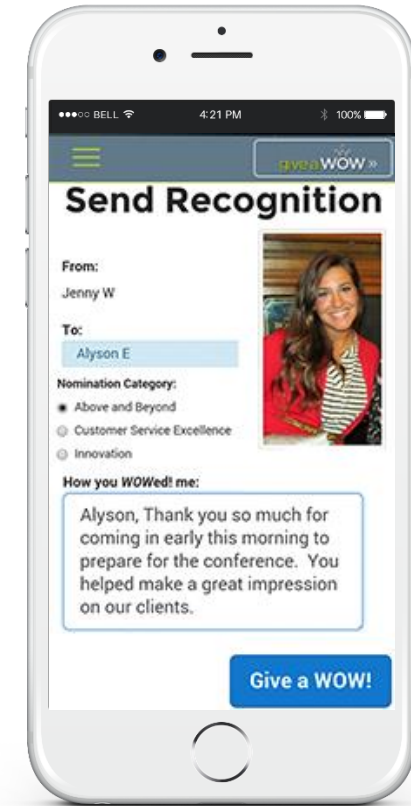 BELL 4:21 PM 100%
give a WOW »
Send Recognition
From:
Jenny W
To:
Alyson E
Nomination Category:
Above and Beyond
Customer Service Excellence
Innovation
How you WOWed! me:
Alyson, Thank you so much for
coming in early this morning to
prepare for the conference. You
helped make a great impression
on our clients.
Give a WOW!